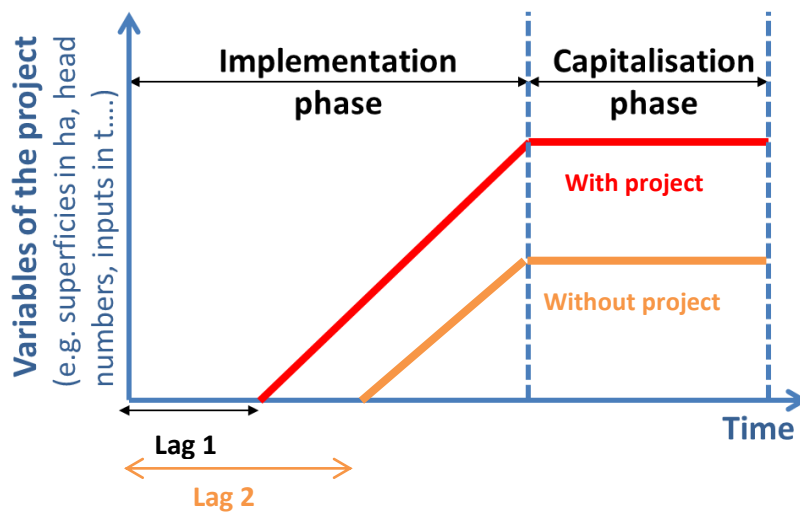 Variables of the project
(e.g. superficies in ha, head
numbers, inputs in t....)
Implementation
phase
Capitalisation
phase
With project
Without project
Time
Lag 1
Lag 2